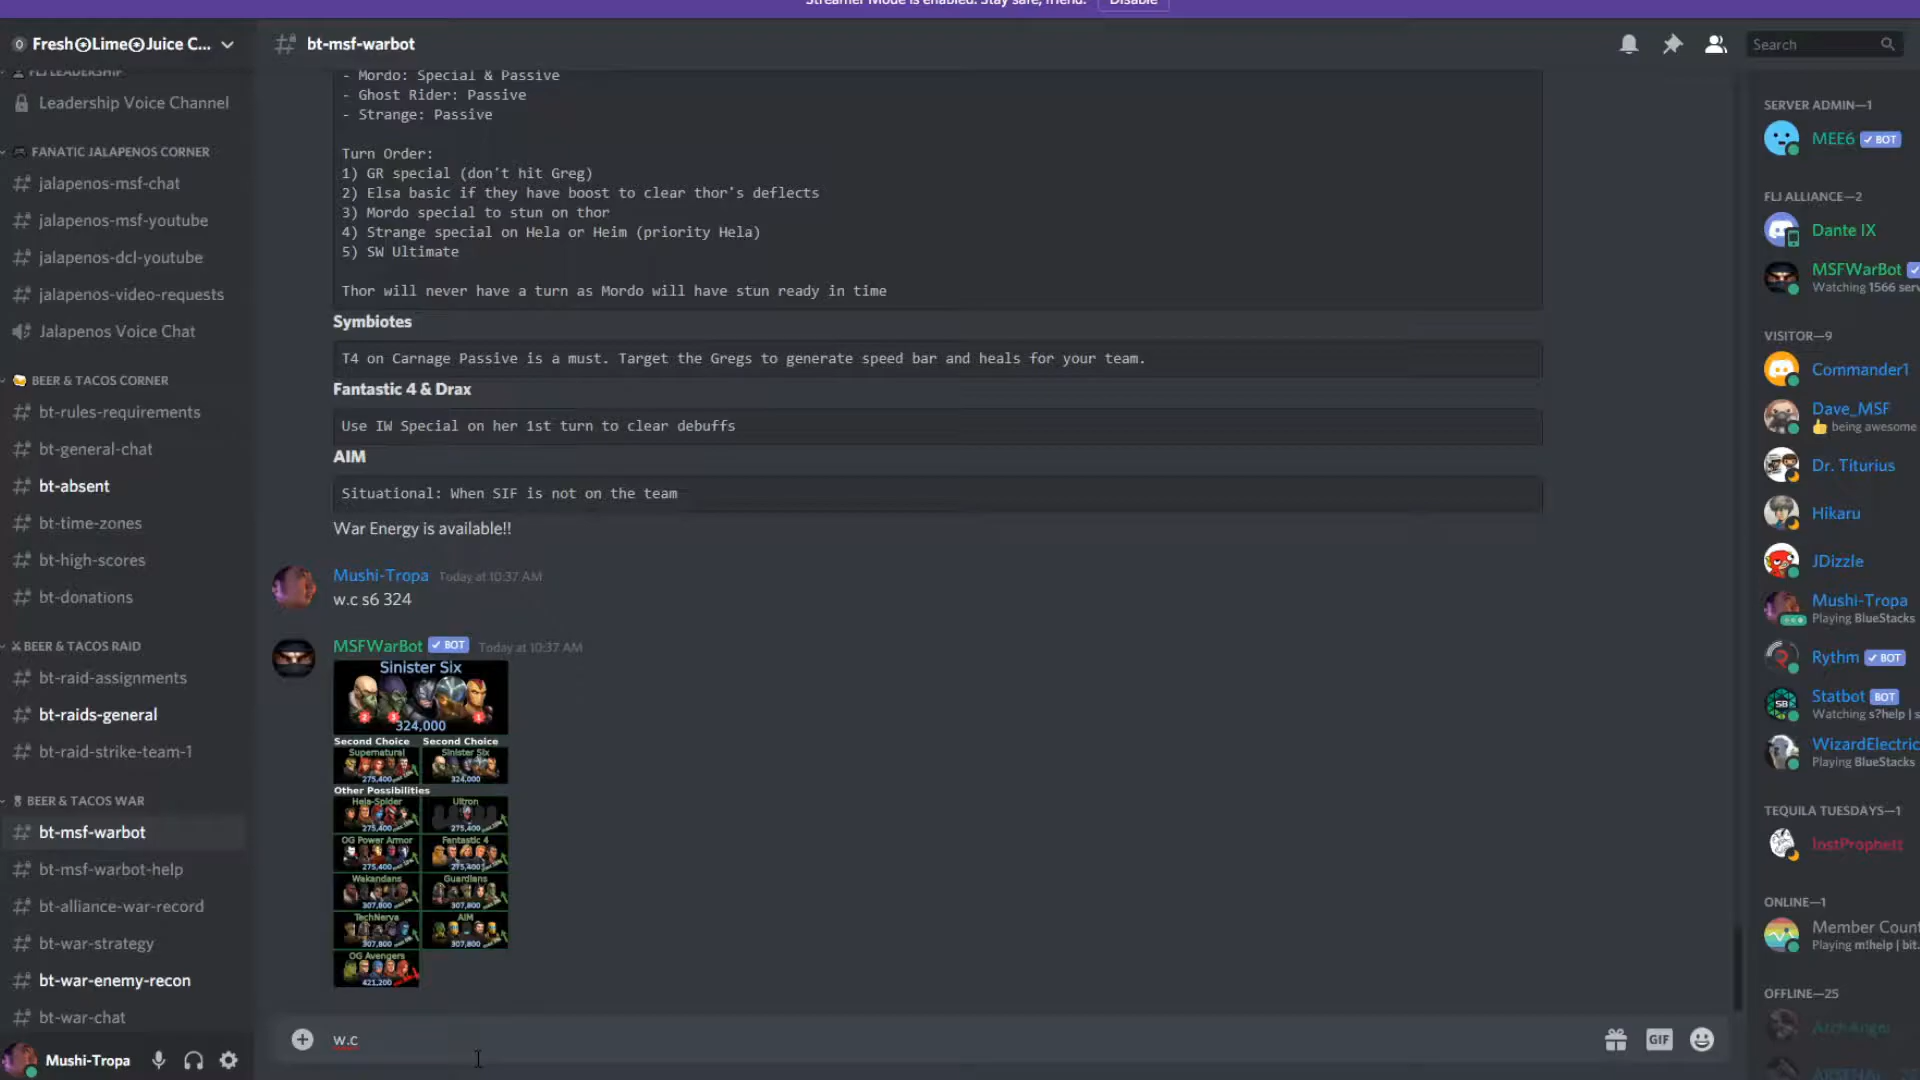 Streamer Mode is enabled. Stay safe, friend.
Disable
Fresh⊙Lime⊙Juice C...
FLJ LEADERSHIP
Leadership Voice Channel
FANATIC JALAPENOS CORNER
jalapenos-msf-chat
jalapenos-msf-youtube
jalapenos-dcl-youtube
jalapenos-video-requests
Jalapenos Voice Chat
BEER & TACOS CORNER
bt-rules-requirements
bt-general-chat
bt-absent
bt-time-zones
bt-high-scores
bt-donations
BEER & TACOS RAID
bt-raid-assignments
bt-raids-general
bt-raid-strike-team-1
BEER & TACOS WAR
bt-msf-warbot
bt-msf-warbot-help
bt-alliance-war-record
bt-war-strategy
bt-war-enemy-recon
bt-war-chat
Mushi-Tropa
bt-msf-warbot
Search
- Mordo: Special & Passive
- Ghost Rider: Passive
- Strange: Passive
Turn Order:
1) GR special (don't hit Greg)
2) Elsa basic if they have boost to clear thor's deflects
3) Mordo special to stun on thor
4) Strange special on Hela or Heim (priority Hela)
5) SW Ultimate
Thor will never have a turn as Mordo will have stun ready in time
Symbiotes
T4 on Carnage Passive is a must. Target the Gregs to generate speed bar and heals for your team.
Fantastic 4 & Drax
Use IW Special on her 1st turn to clear debuffs
AIM
Situational: When SIF is not on the team
War Energy is available!!
Mushi-Tropa Today at 10:37 AM
w.c s6 324
MSFWarBot ✓ BOT Today at 10:37 AM
Sinister Six
324,000
Second Choice Second Choice
Supernatural Sinister Six
275,400 324,000
Other Possibilities
Hela-Spider Ultron
275,400 275,400
OG Power Armor Fantastic 4
275,400 275,400
Wakandans Guardians
307,800 307,800
TechNerva AIM
307,800 307,800
OG Avengers
421,200
w.c
GIF
SERVER ADMIN—1
MEE6 ✓ BOT
FLJ ALLIANCE—2
Dante IX
MSFWarBot
Watching 1566 serv
VISITOR—9
Commander1
Dave_MSF
being awesome
Dr. Titurius
Hikaru
JDizzle
Mushi-Tropa
Playing BlueStacks
Rythm ✓ BOT
Statbot BOT
Watching s?help | s
WizardElectric
Playing BlueStacks
TEQUILA TUESDAYS—1
lostProphett
ONLINE—1
Member Count
Playing m!help | bit.
OFFLINE—25
ArchAngel